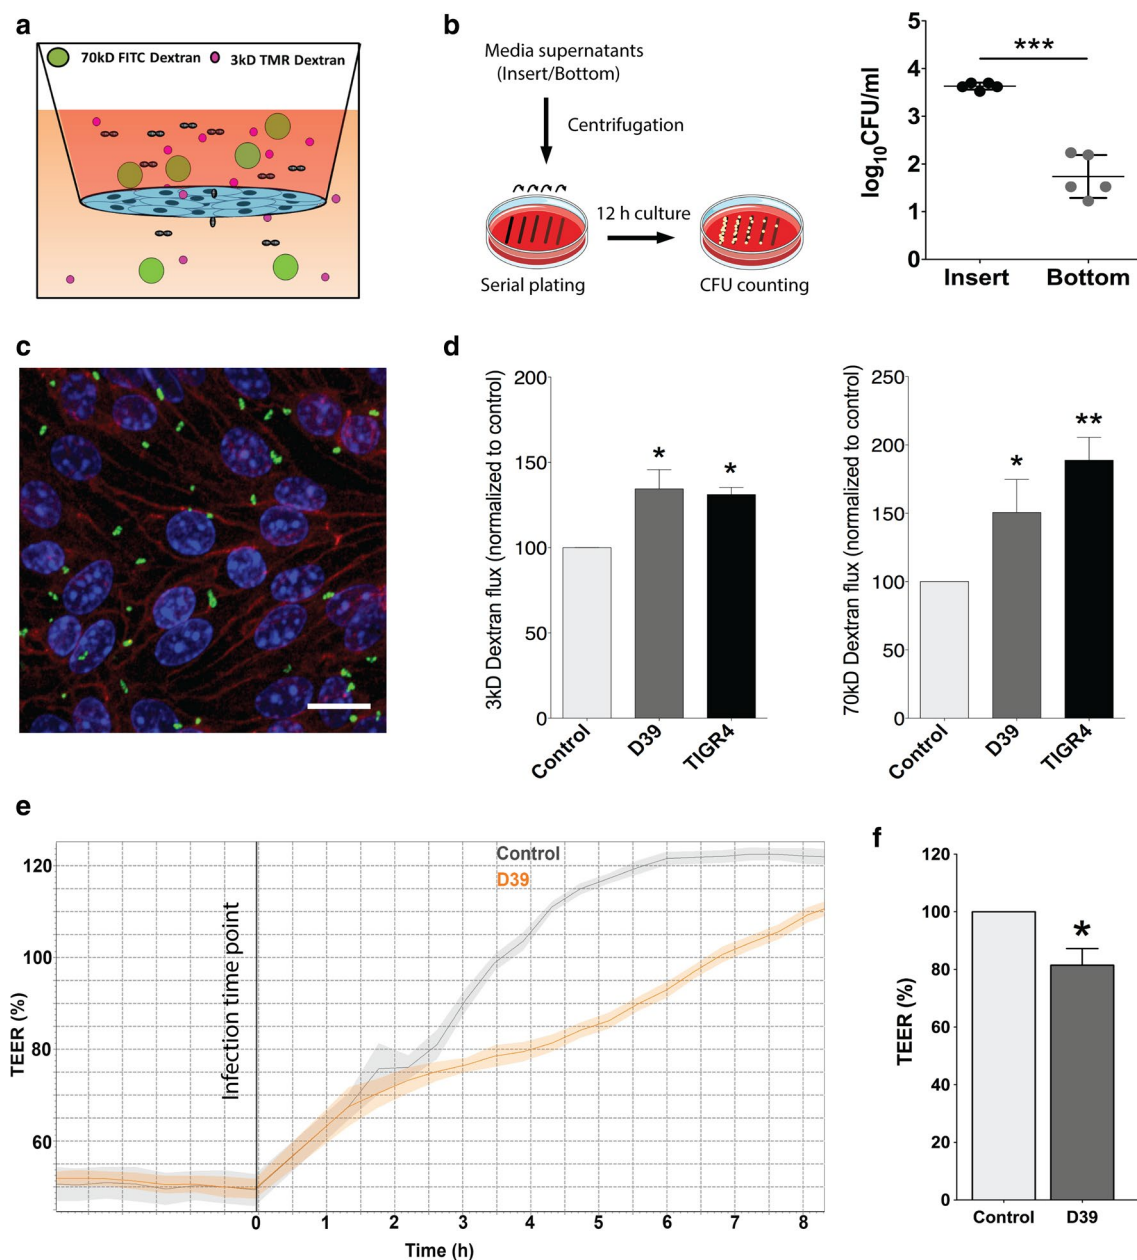 a
70kD FITC Dextran
3kD TMR Dextran
b
Media supernatants
(Insert/Bottom)
Centrifugation
12 h culture
Serial plating
CFU counting
log10CFU/ml
5
4
3
2
1
0
***
Insert
Bottom
c
d
3kD Dextran flux (normalized to control)
200
150
100
50
0
*
*
Control
D39
TIGR4
70kD Dextran flux (normalized to control)
250
200
150
100
50
0
*
**
Control
D39
TIGR4
e
TEER (%)
120
100
80
60
Infection time point
Control
D39
0 1 2 3 4 5 6 7 8
Time (h)
f
TEER (%)
120
100
80
60
40
20
0
*
Control
D39